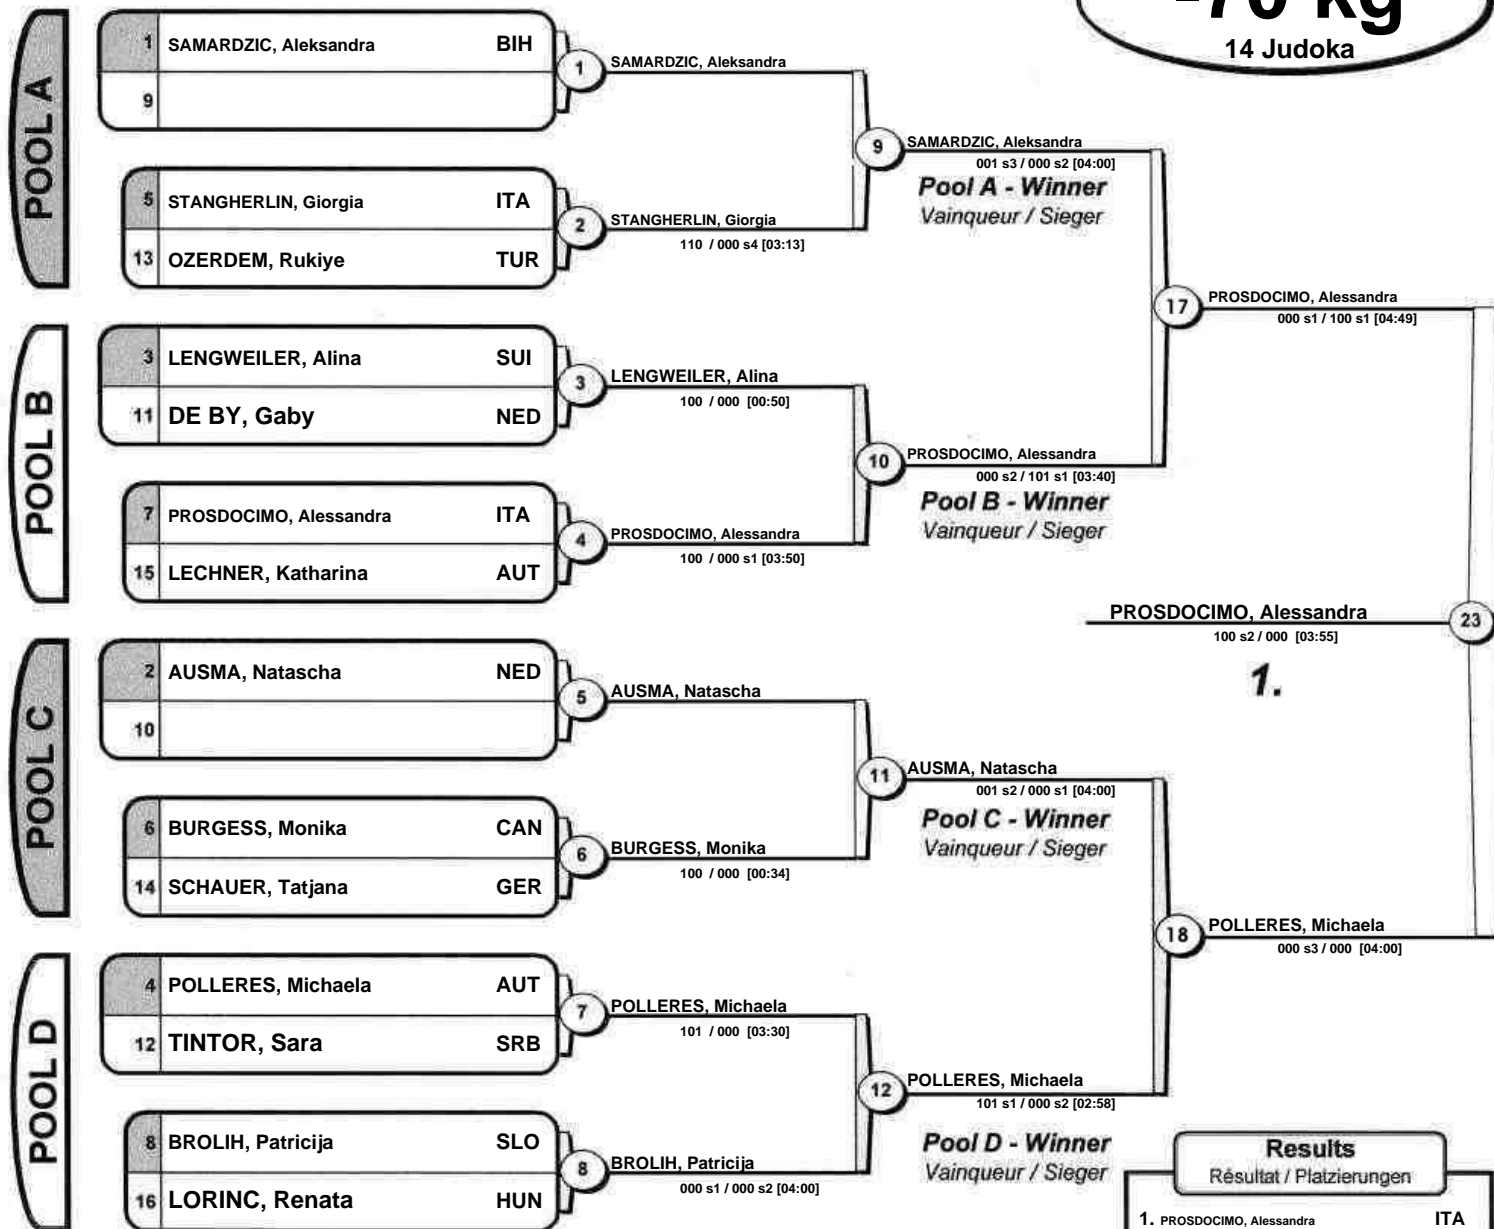 -70 kg
14 Judoka
POOL A
1 SAMARDZIC, Aleksandra BIH
9
1 SAMARDZIC, Aleksandra
5 STANGHERLIN, Giorgia ITA
13 OZERDEM, Rukiye TUR
2 STANGHERLIN, Giorgia
110 / 000 s4 [03:13]
9 SAMARDZIC, Aleksandra
001 s3 / 000 s2 [04:00]
Pool A - Winner
Vainqueur / Sieger
17 PROSDOCIMO, Alessandra
000 s1 / 100 s1 [04:49]
POOL B
3 LENGWEILER, Alina SUI
11 DE BY, Gaby NED
3 LENGWEILER, Alina
100 / 000 [00:50]
7 PROSDOCIMO, Alessandra ITA
15 LECHNER, Katharina AUT
4 PROSDOCIMO, Alessandra
100 / 000 s1 [03:50]
10 PROSDOCIMO, Alessandra
000 s2 / 101 s1 [03:40]
Pool B - Winner
Vainqueur / Sieger
PROSDOCIMO, Alessandra 23
100 s2 / 000 [03:55]
1.
POOL C
2 AUSMA, Natascha NED
10
5 AUSMA, Natascha
6 BURGESS, Monika CAN
14 SCHAUER, Tatjana GER
6 BURGESS, Monika
100 / 000 [00:34]
11 AUSMA, Natascha
001 s2 / 000 s1 [04:00]
Pool C - Winner
Vainqueur / Sieger
18 POLLERES, Michaela
000 s3 / 000 [04:00]
POOL D
4 POLLERES, Michaela AUT
12 TINTOR, Sara SRB
7 POLLERES, Michaela
101 / 000 [03:30]
8 BROLIH, Patricija SLO
16 LORINC, Renata HUN
8 BROLIH, Patricija
000 s1 / 000 s2 [04:00]
12 POLLERES, Michaela
101 s1 / 000 s2 [02:58]
Pool D - Winner
Vainqueur / Sieger
Results
Résultat / Platzierungen
1. PROSDOCIMO, Alessandra ITA